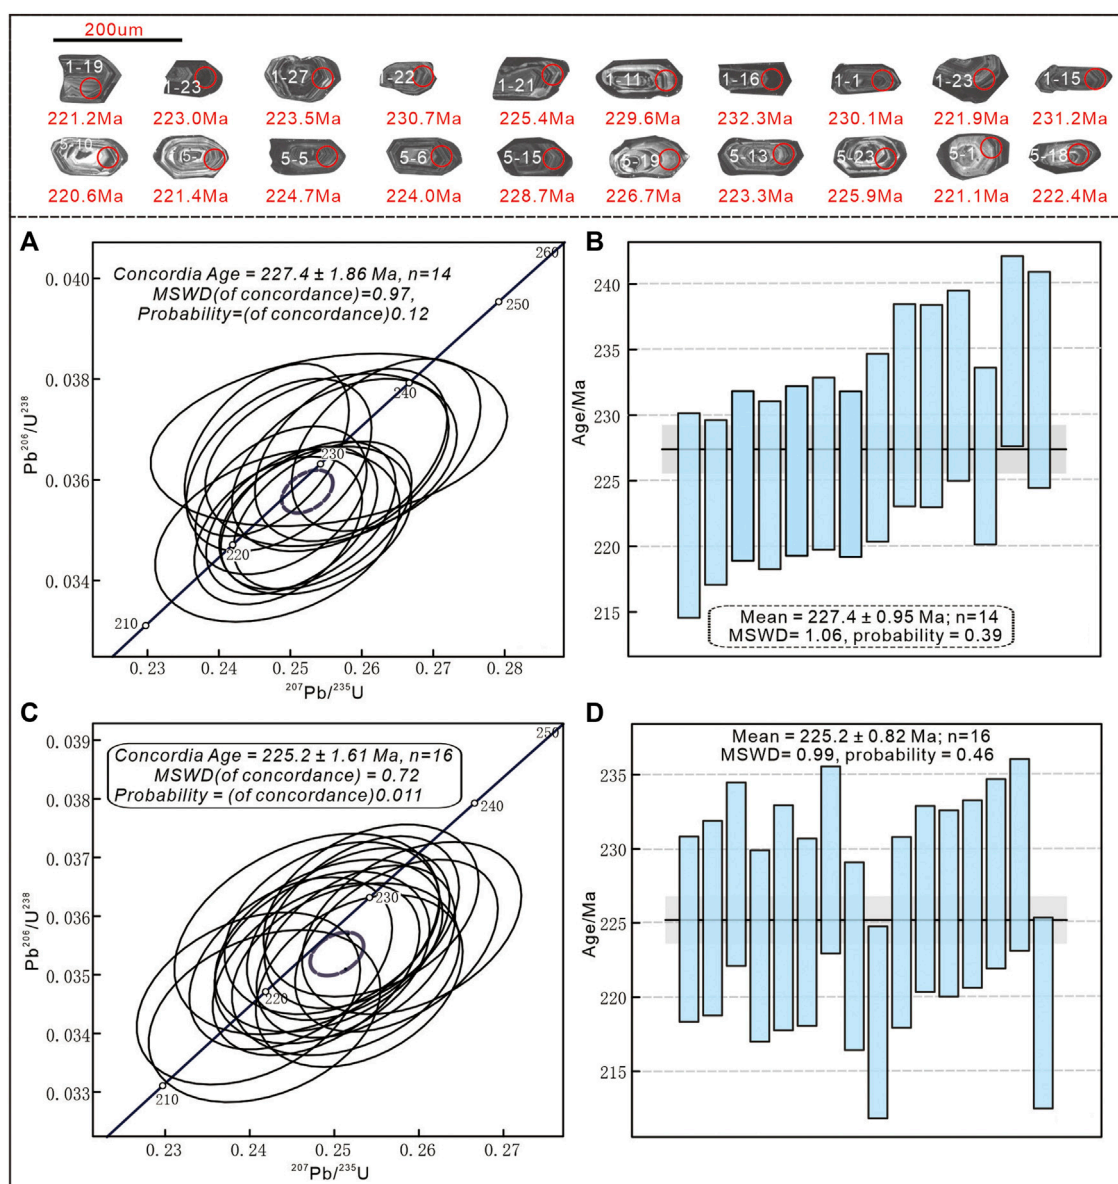 200um
1-19 1-23 1-27 1-22 1-21 1-11 1-16 1-1 1-23 1-15
221.2Ma 223.0Ma 223.5Ma 230.7Ma 225.4Ma 229.6Ma 232.3Ma 230.1Ma 221.9Ma 231.2Ma
5-10 5-5 5-6 5-15 5-19 5-13 5-23 5-1 5-18
220.6Ma 221.4Ma 224.7Ma 224.0Ma 228.7Ma 226.7Ma 223.3Ma 225.9Ma 221.1Ma 222.4Ma
A
Concordia Age = 227.4 ± 1.86 Ma, n=14
MSWD(of concordance)=0.97,
Probability=(of concordance)0.12
260
250
240
230
220
210
0.040
0.038
0.036
0.034
Pb206/U238
0.23 0.24 0.25 0.26 0.27 0.28
207Pb/235U
B
240
235
230
225
220
215
Age/Ma
Mean = 227.4 ± 0.95 Ma; n=14
MSWD= 1.06, probability = 0.39
C
Concordia Age = 225.2 ± 1.61 Ma, n=16
MSWD(of concordance) = 0.72
Probability = (of concordance)0.011
250
240
230
220
210
0.039
0.038
0.037
0.036
0.035
0.034
0.033
Pb206/U238
0.23 0.24 0.25 0.26 0.27
207Pb/235U
D
Mean = 225.2 ± 0.82 Ma; n=16
MSWD= 0.99, probability = 0.46
235
230
225
220
215
Age/Ma